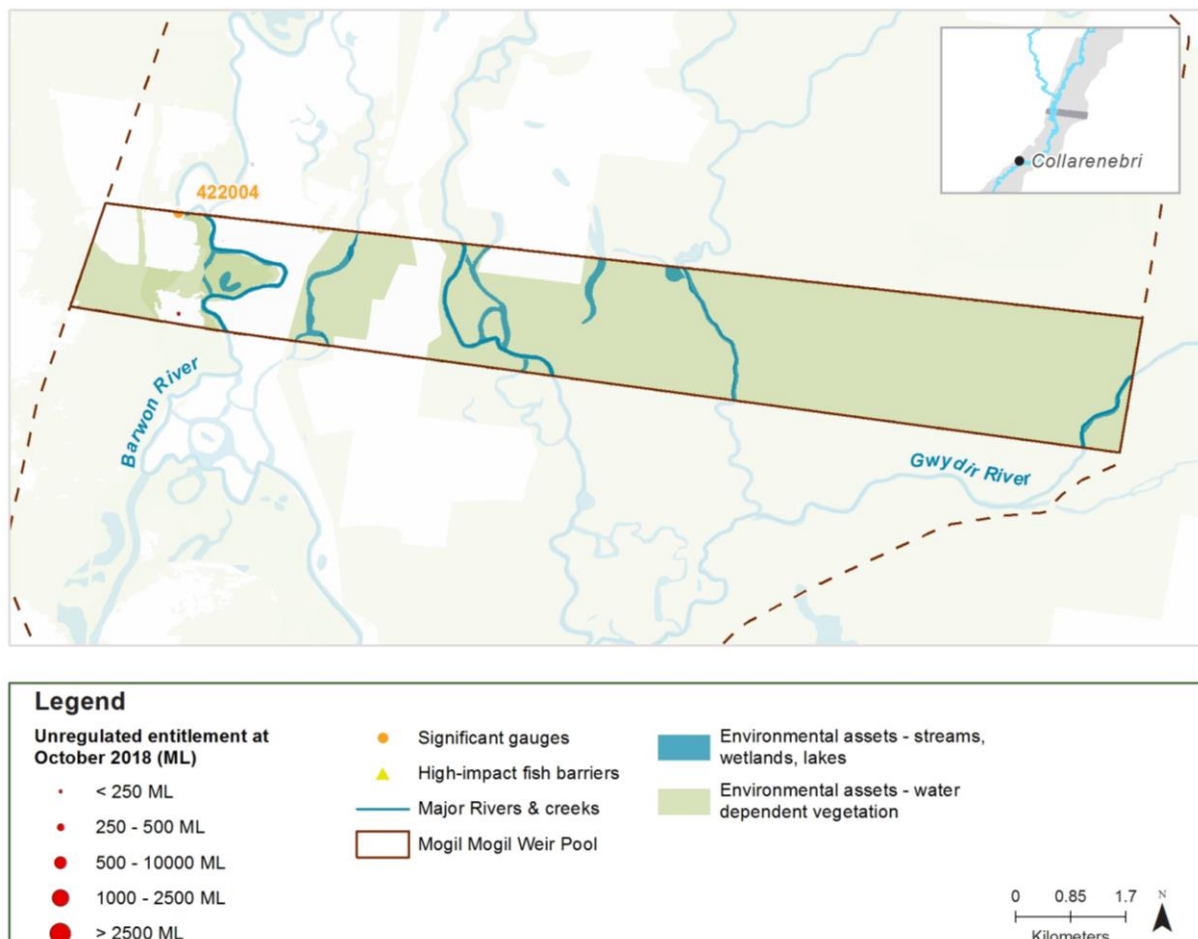 Collarenebri
422004
Barwon River
Gwydir River
Legend
Unregulated entitlement at
October 2018 (ML)
< 250 ML
250 - 500 ML
500 - 10000 ML
1000 - 2500 ML
> 2500 ML
Significant gauges
High-impact fish barriers
Major Rivers & creeks
Mogil Mogil Weir Pool
Environmental assets - streams,
wetlands, lakes
Environmental assets - water
dependent vegetation
0 0.85 1.7 N
Kilometers